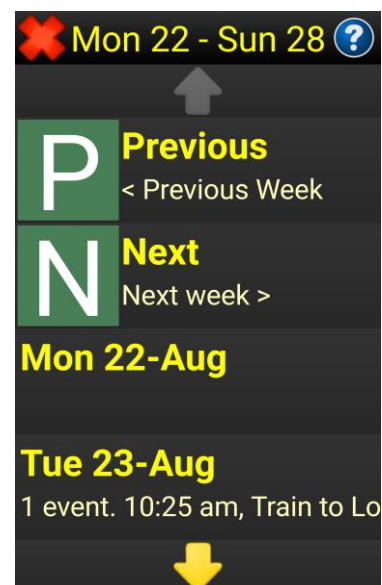 Mon 22 - Sun 28 ?
P
Previous
< Previous Week
N
Next
Next week >
Mon 22-Aug
Tue 23-Aug
1 event. 10:25 am, Train to Lo